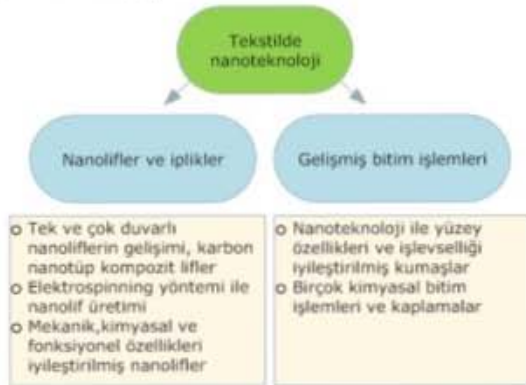 Tekstilde
nanoteknoloji
Nanolifler ve iplikler
Gelişmiş bitim işlemleri
o Tek ve çok duvarlı
nanoliflerin gelişimi, karbon
nanotüp kompozit lifler
o Elektrospinning yöntemi ile
nanolif üretimi
o Mekanik,kimyasal ve
fonksiyonel özellikleri
iyileştirilmiş nanolifler
o Nanoteknoloji ile yüzey
özellikleri ve işlevselliği
iyileştirilmiş kumaşlar
o Birçok kimyasal bitim
işlemleri ve kaplamalar